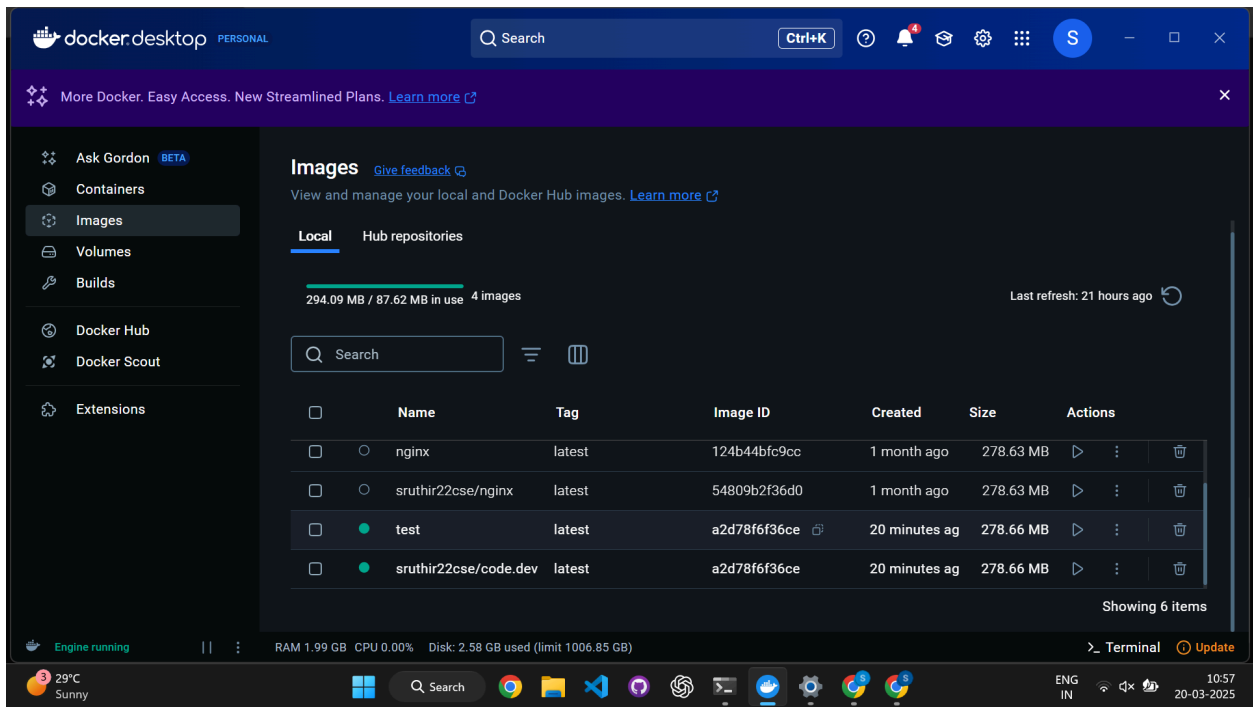 docker.desktop PERSONAL
Search Ctrl+K
4
S
More Docker. Easy Access. New Streamlined Plans. Learn more
Ask Gordon BETA
Containers
Images
Volumes
Builds
Docker Hub
Docker Scout
Extensions
Images Give feedback
View and manage your local and Docker Hub images. Learn more
Local Hub repositories
294.09 MB / 87.62 MB in use 4 images
Last refresh: 21 hours ago
Search
Name Tag Image ID Created Size Actions
nginx latest 124b44bfc9cc 1 month ago 278.63 MB
sruthir22cse/nginx latest 54809b2f36d0 1 month ago 278.63 MB
test latest a2d78f6f36ce 20 minutes ag 278.66 MB
sruthir22cse/code.dev latest a2d78f6f36ce 20 minutes ag 278.66 MB
Showing 6 items
Engine running RAM 1.99 GB CPU 0.00% Disk: 2.58 GB used (limit 1006.85 GB) Terminal Update
3
29°C
Sunny
Search
S
S
ENG
IN
10:57
20-03-2025